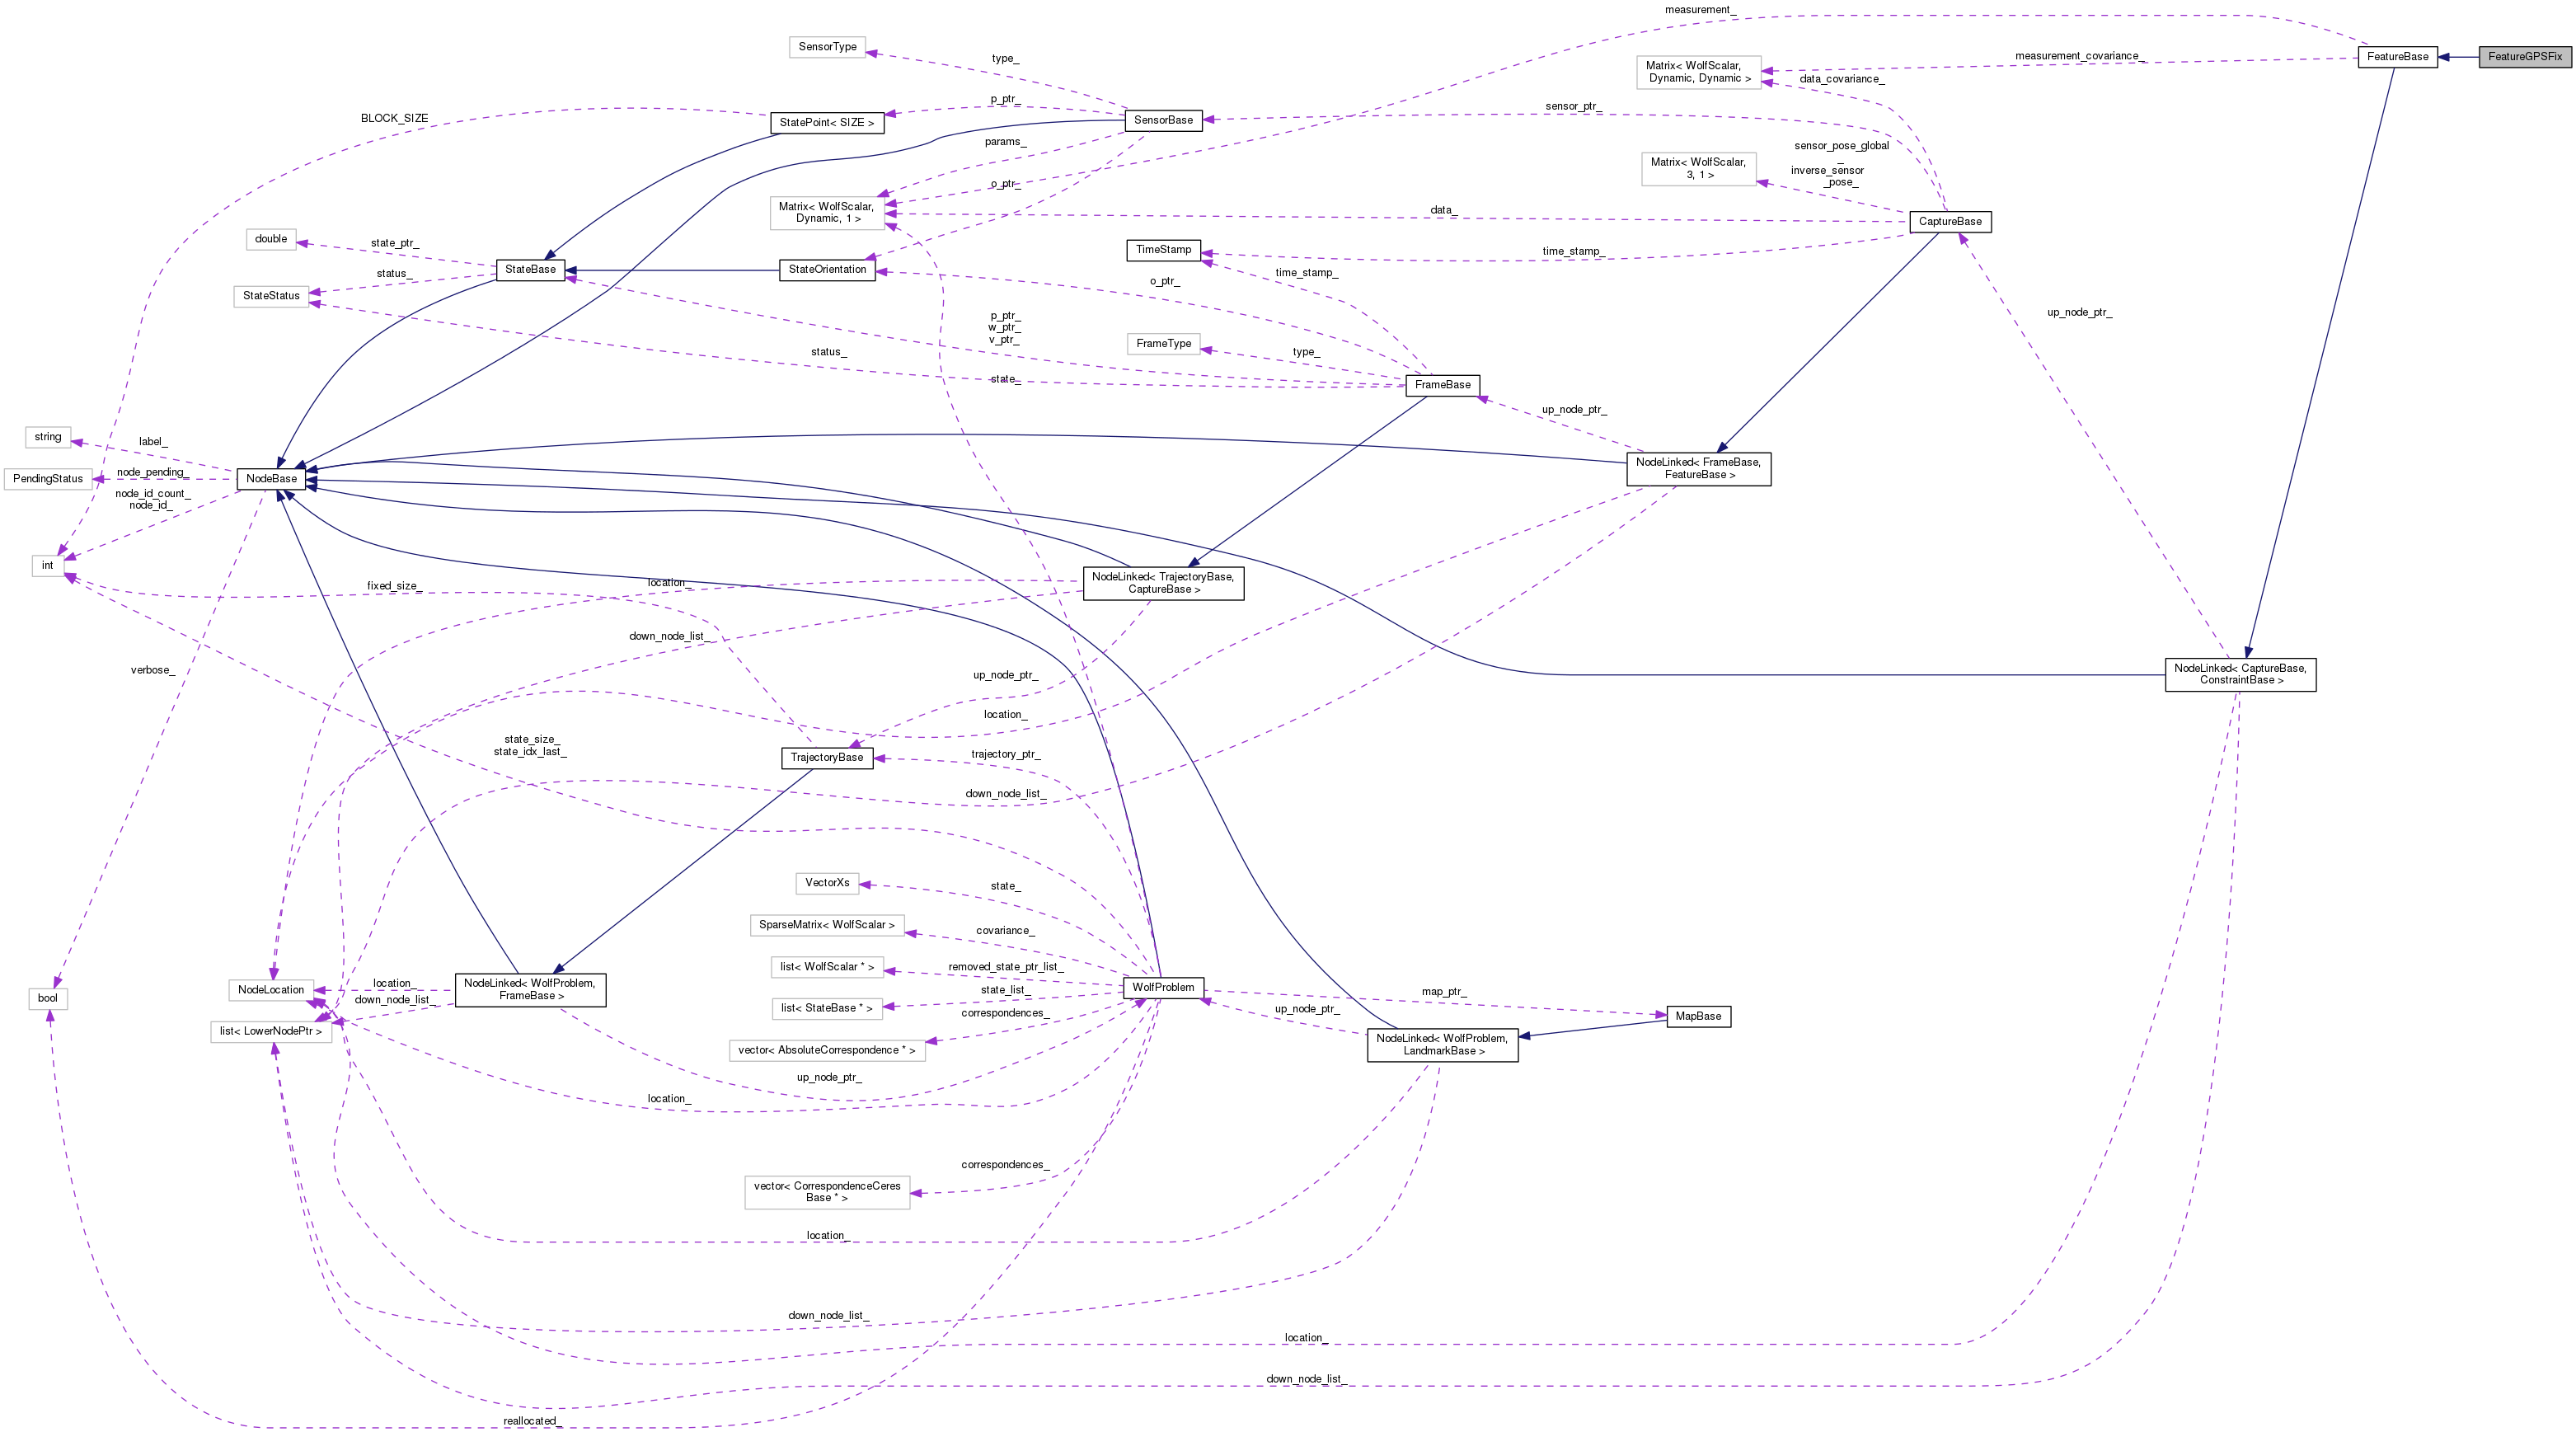 measurement_
SensorType
type_
FeatureBase
FeatureGPSFix
measurement_covariance_
Matrix< WolfScalar,
Dynamic, Dynamic >
data_covariance_
p_ptr_
sensor_ptr_
BLOCK_SIZE
StatePoint< SIZE >
SensorBase
params_
sensor_pose_global
_
inverse_sensor
_pose_
Matrix< WolfScalar,
3, 1 >
o_ptr_
Matrix< WolfScalar,
Dynamic, 1 >
data_
CaptureBase
double
state_ptr_
TimeStamp
time_stamp_
StateBase
StateOrientation
time_stamp_
status_
o_ptr_
StateStatus
up_node_ptr_
p_ptr_
w_ptr_
v_ptr_
FrameType
status_
type_
state_
FrameBase
up_node_ptr_
string
label_
NodeLinked< FrameBase,
FeatureBase >
PendingStatus
node_pending_
NodeBase
node_id_count_
node_id_
int
fixed_size_
location_
NodeLinked< TrajectoryBase,
CaptureBase >
down_node_list_
verbose_
up_node_ptr_
NodeLinked< CaptureBase,
ConstraintBase >
location_
state_size_
state_idx_last_
TrajectoryBase
trajectory_ptr_
down_node_list_
VectorXs
state_
SparseMatrix< WolfScalar >
covariance_
list< WolfScalar * >
removed_state_ptr_list_
bool
NodeLocation
location_
down_node_list_
NodeLinked< WolfProblem,
FrameBase >
state_list_
WolfProblem
map_ptr_
list< StateBase * >
correspondences_
up_node_ptr_
MapBase
list< LowerNodePtr >
vector< AbsoluteCorrespondence * >
NodeLinked< WolfProblem,
LandmarkBase >
up_node_ptr_
location_
correspondences_
vector< CorrespondenceCeres
Base * >
location_
down_node_list_
location_
down_node_list_
reallocated_